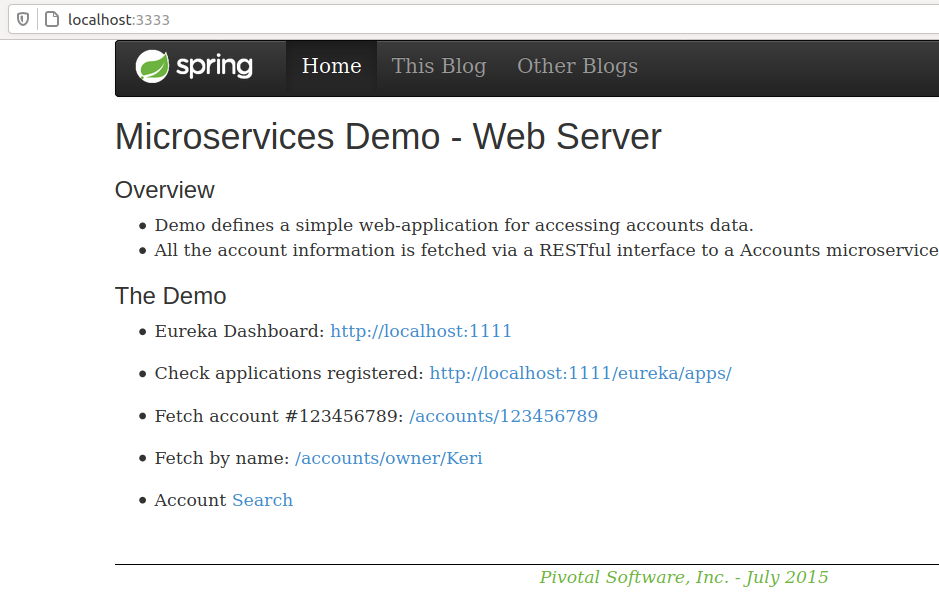 localhost:3333
spring Home This Blog Other Blogs
Microservices Demo - Web Server
Overview
• Demo defines a simple web-application for accessing accounts data.
• All the account information is fetched via a RESTful interface to a Accounts microservice
The Demo
• Eureka Dashboard: http://localhost:1111
• Check applications registered: http://localhost:1111/eureka/apps/
• Fetch account #123456789: /accounts/123456789
• Fetch by name: /accounts/owner/Keri
• Account Search
Pivotal Software, Inc. - July 2015